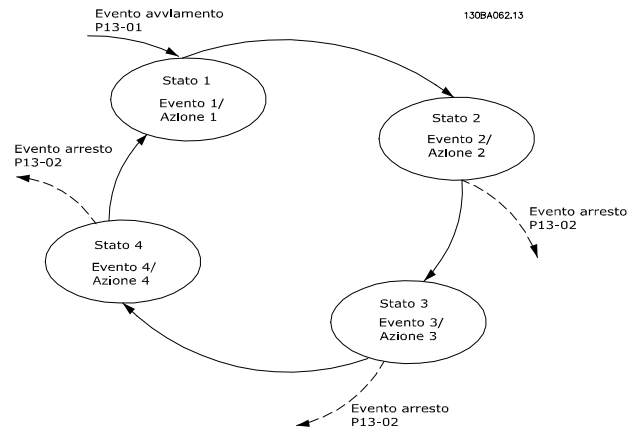 Evento avvlamento
P13-01
130BA062.13
Stato 1
Evento 1/
Azione 1
Stato 2
Evento 2/
Azione 2
Evento arresto
P13-02
Evento arresto
P13-02
Stato 4
Evento 4/
Azione 4
Stato 3
Evento 3/
Azione 3
Evento arresto
P13-02